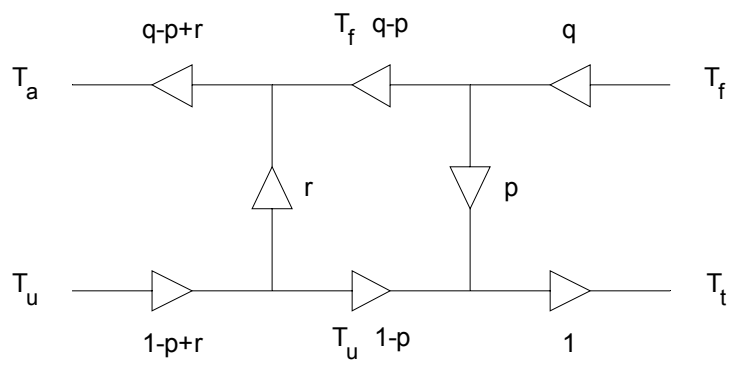 q-p+r T_f q-p q
T_a T_f
r p
T_u T_t
1-p+r T_u 1-p 1